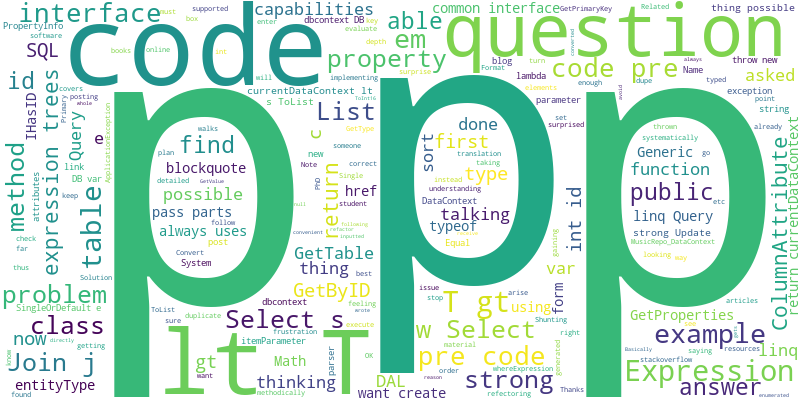 PropertyInfo
interface
code
capabilities
able
common interface
GetPrimaryKey
Related
thing possible
software
must
box
supported
dbcontext DB
key
enter
evaluate
em
question
blog
turn
SQL
books
online
int
depth
property
surprise
Format
lambda
code pre
Name
throw new
id
will
implementing
elements
converted
always
asked
currentDataContext lt
s ToList
Note
IHasID
Query
covers
posting
Primary
whole
ApplicationException
List
GetType
parameter
enough
dupe
typed
avoid
exception
point
string
set
surprised
thrown
already
systematically
e
walks
find
plan
blockquote
detailed
GetValue
possible
pass parts
follow
always uses
post
Convert
System
c
someone
new
correct
PhD
Single
student
href
null
following
refactor
convenient
imported
return
sort
done
first
translation
taking
instead
type
understanding
DataContext
talking
typeof
Equal
Generic
go
function
public
etc
linq Query
strong Update
MusicRepo_DataContext
looking
int id
ColumnAttribute
return currentDataContext
method
expression trees
attributes
link
DB var
keep
table
check
far
thus
Solution
GetTable
thing
best
GetByID
issue
stop
arise
T gt
using
form
var
gaining
GetProperties
articles
problem
SingleOrDefault e
ToList
sure
dbcontext
duplicate
feeling
wrote
execute
frustration
itemParameter
Select s
order
w Select
Shunting
right
material
whereExpression
generated
example
linq
class
now
directly
getting
know
Join j
entityType
found
lt
gt
want
T
Math
parser
OK
thinking
methodically
pre code
DAL
want create
reason
strong
refactoring
Thanks
Basically
saying
resources
stackoverflow
Expression
answer
enumerated
p
p
p